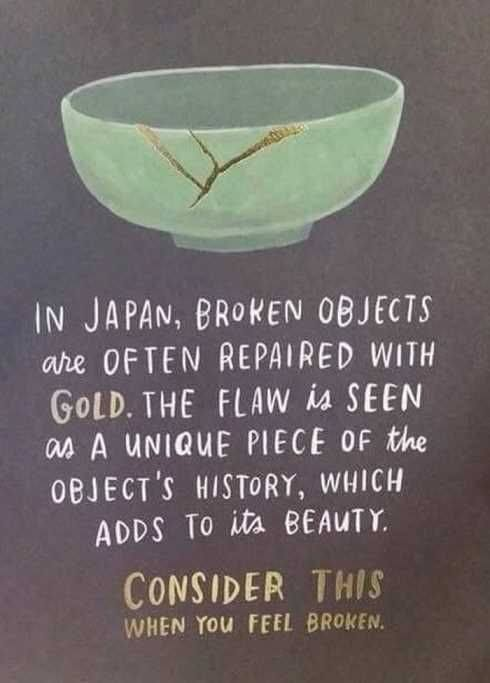 IN JAPAN, BROKEN OBJECTS
are OFTEN REPAIRED WITH
GOLD. THE FLAW is SEEN
as A UNIQUE PIECE OF the
OBJECT'S HISTORY, WHICH
ADDS TO its BEAUTY.
CONSIDER THIS
WHEN YOU FEEL BROKEN.